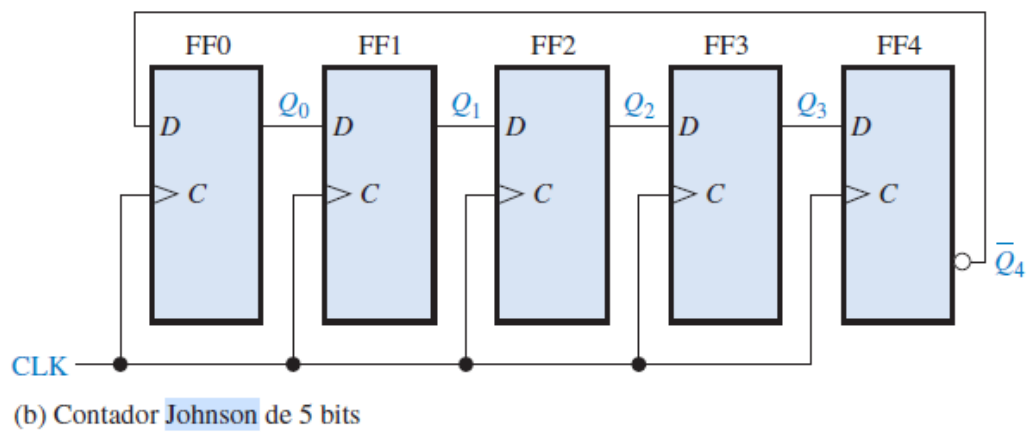 FF0 FF1 FF2 FF3 FF4
Q0 Q1 Q2 Q3
D D D D D
C C C C C
Q̅4
CLK
(b) Contador Johnson de 5 bits